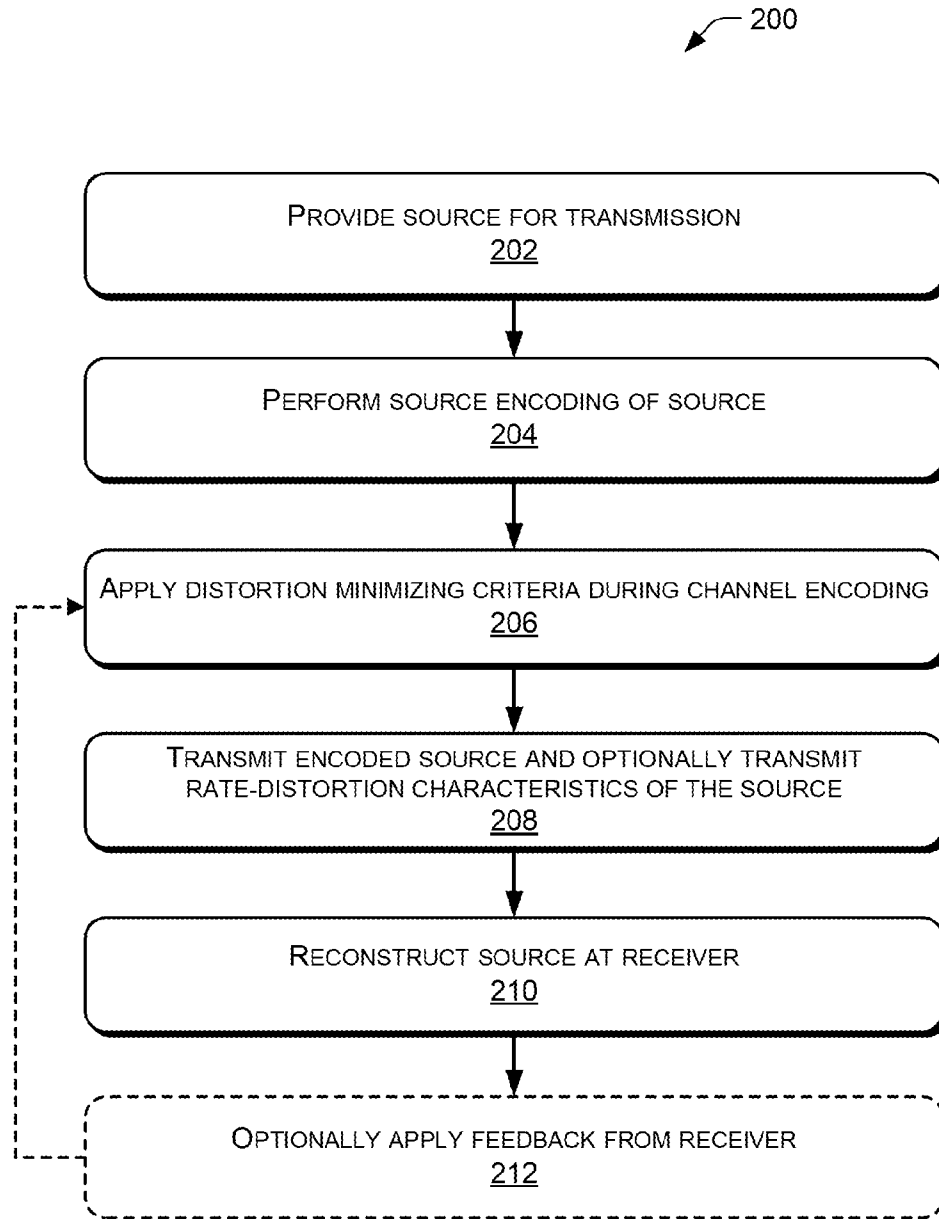 200
PROVIDE SOURCE FOR TRANSMISSION
202
PERFORM SOURCE ENCODING OF SOURCE
204
APPLY DISTORTION MINIMIZING CRITERIA DURING CHANNEL ENCODING
206
TRANSMIT ENCODED SOURCE AND OPTIONALLY TRANSMIT
RATE-DISTORTION CHARACTERISTICS OF THE SOURCE
208
RECONSTRUCT SOURCE AT RECEIVER
210
OPTIONALLY APPLY FEEDBACK FROM RECEIVER
212